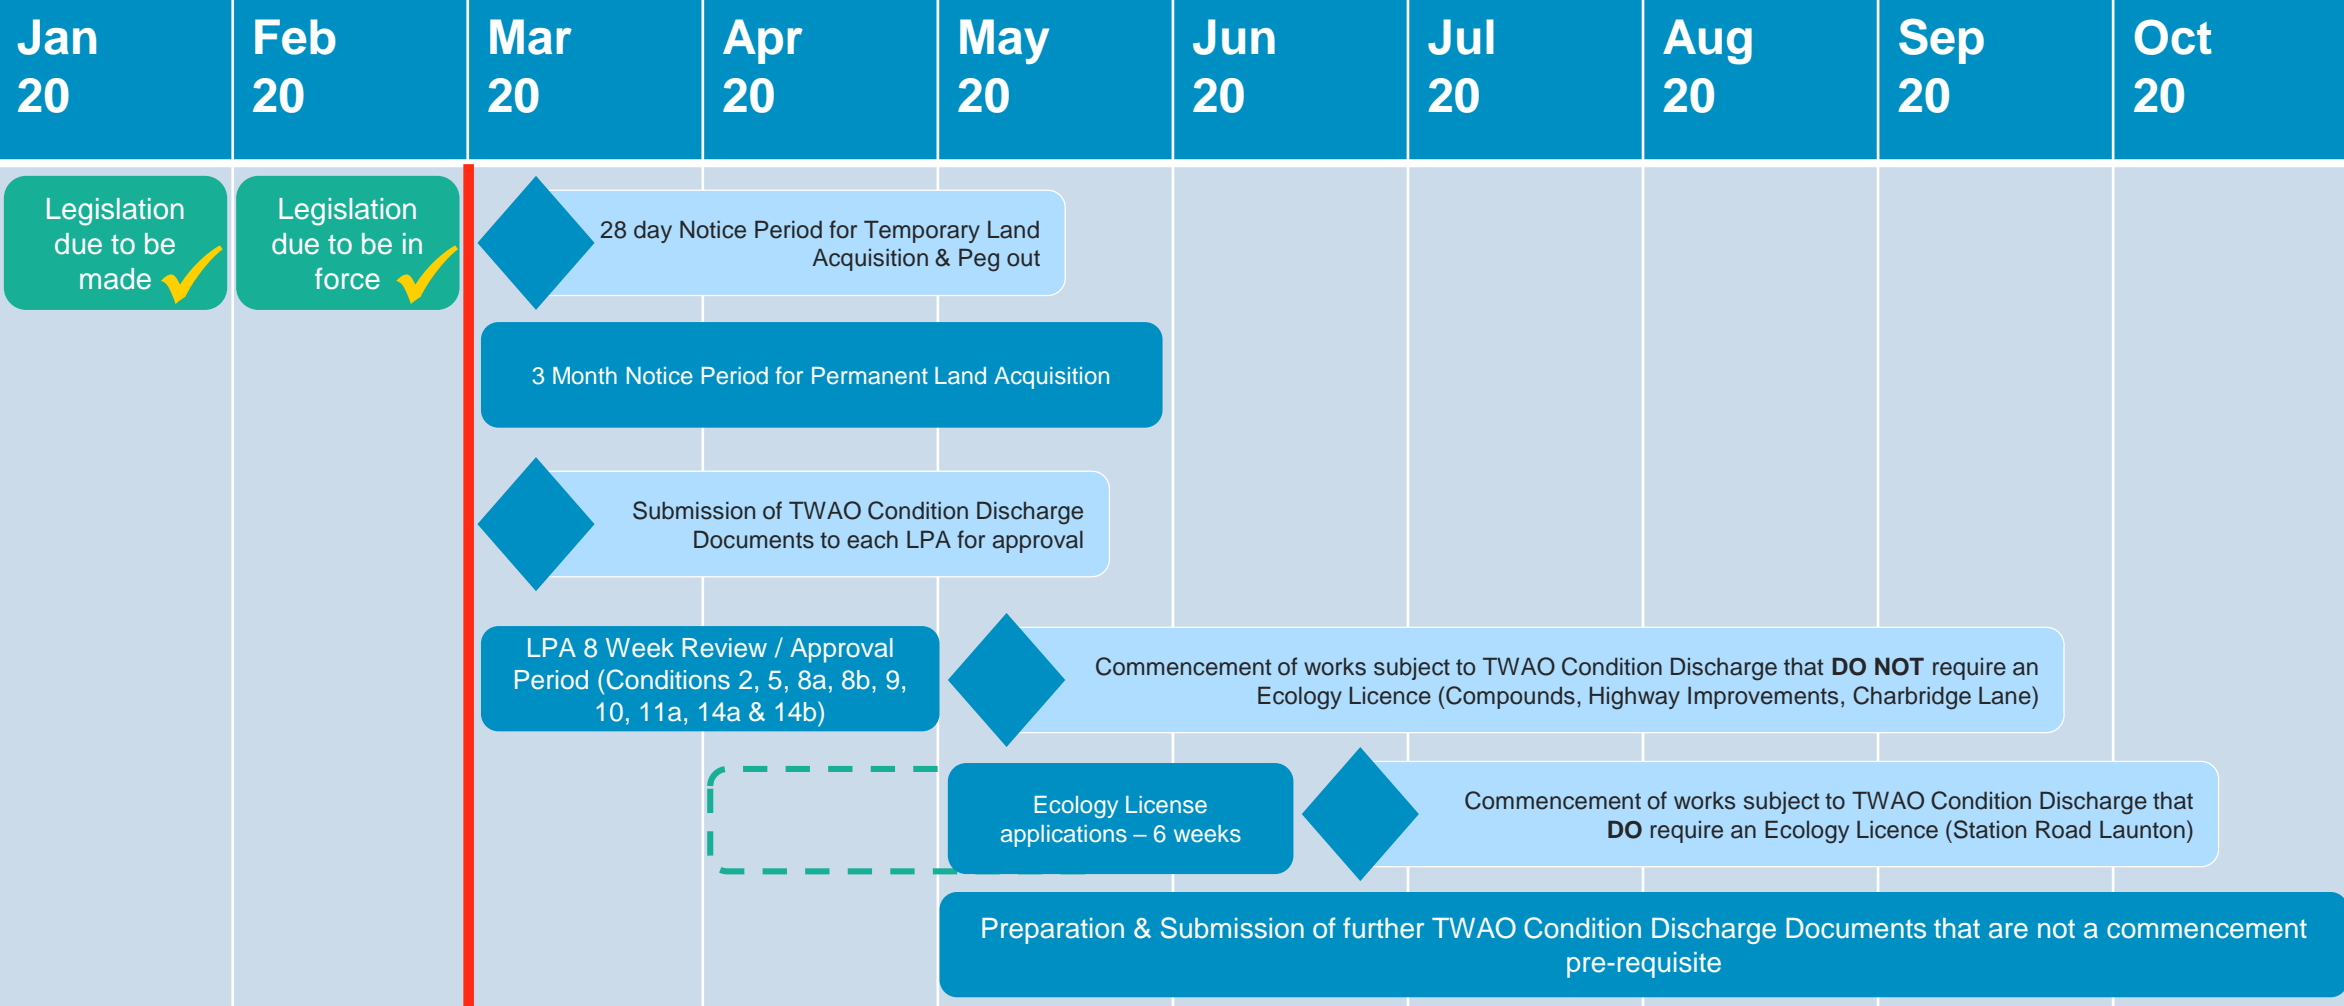 Jan
20
Feb
20
Mar
20
Apr
20
May
20
Jun
20
Jul
20
Aug
20
Sep
20
Oct
20
Legislation
due to be
made
Legislation
due to be in
force
28 day Notice Period for Temporary Land
Acquisition & Peg out
3 Month Notice Period for Permanent Land Acquisition
Submission of TWAO Condition Discharge
Documents to each LPA for approval
LPA 8 Week Review / Approval
Period (Conditions 2, 5, 8a, 8b, 9,
10, 11a, 14a & 14b)
Commencement of works subject to TWAO Condition Discharge that DO NOT require an
Ecology Licence (Compounds, Highway Improvements, Charbridge Lane)
Ecology License
applications – 6 weeks
Commencement of works subject to TWAO Condition Discharge that
DO require an Ecology Licence (Station Road Launton)
Preparation & Submission of further TWAO Condition Discharge Documents that are not a commencement
pre-requisite